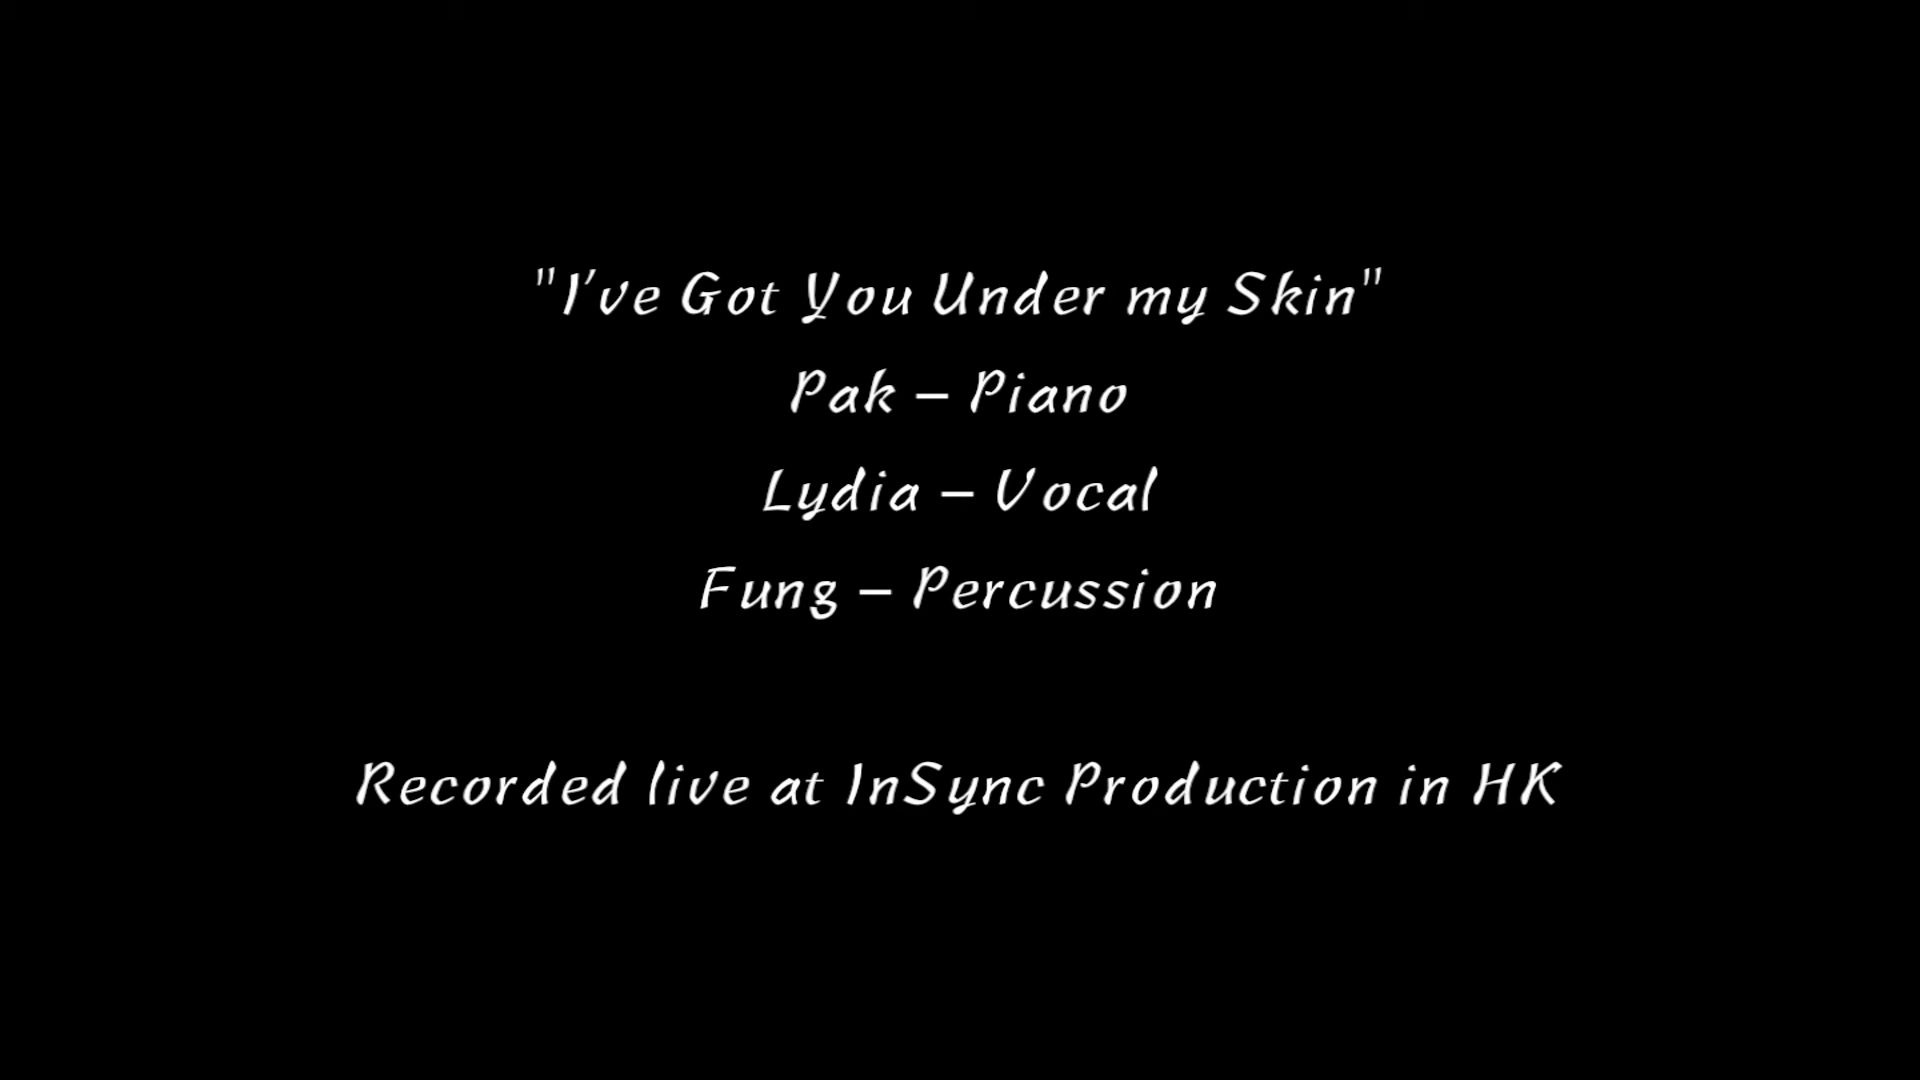 "I've Got You Under my Skin"
Pak – Piano
Lydia – Vocal
Fung – Percussion
Recorded live at InSync Production in HK